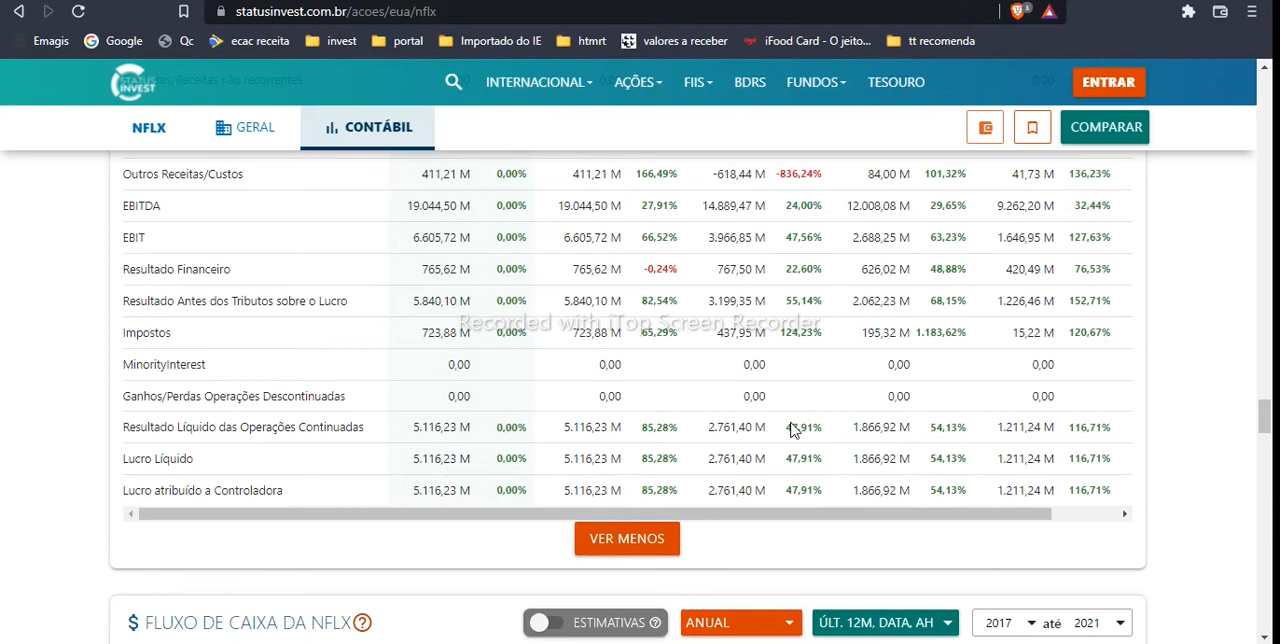 statusinvest.com.br/acoes/eua/nflx
Emagis Google Qc ecac receita invest portal Importado do IE htmrt valores a receber iFood Card - O jeito... tt recomenda
STATUS INVEST INTERNACIONAL AÇÕES FIIS BDRS FUNDOS TESOURO ENTRAR
NFLX GERAL CONTÁBIL COMPARAR
Outros Receitas/Custos 411,21 M 0,00% 411,21 M 166,49% -618,44 M -836,24% 84,00 M 101,32% 41,73 M 136,23%
EBITDA 19.044,50 M 0,00% 19.044,50 M 27,91% 14.889,47 M 24,00% 12.008,08 M 29,65% 9.262,20 M 32,44%
EBIT 6.605,72 M 0,00% 6.605,72 M 66,52% 3.966,85 M 47,56% 2.688,25 M 63,23% 1.646,95 M 127,63%
Resultado Financeiro 765,62 M 0,00% 765,62 M -0,24% 767,50 M 22,60% 626,02 M 48,88% 420,49 M 76,53%
Resultado Antes dos Tributos sobre o Lucro 5.840,10 M 0,00% 5.840,10 M 82,54% 3.199,35 M 55,14% 2.062,23 M 68,15% 1.226,46 M 152,71%
Recorded with iTop Screen Recorder
Impostos 723,88 M 0,00% 723,88 M 65,29% 437,95 M 124,23% 195,32 M 1.183,62% 15,22 M 120,67%
MinorityInterest 0,00 0,00 0,00 0,00 0,00
Ganhos/Perdas Operações Descontinuadas 0,00 0,00 0,00 0,00 0,00
Resultado Líquido das Operações Continuadas 5.116,23 M 0,00% 5.116,23 M 85,28% 2.761,40 M 47,91% 1.866,92 M 54,13% 1.211,24 M 116,71%
Lucro Líquido 5.116,23 M 0,00% 5.116,23 M 85,28% 2.761,40 M 47,91% 1.866,92 M 54,13% 1.211,24 M 116,71%
Lucro atribuído a Controladora 5.116,23 M 0,00% 5.116,23 M 85,28% 2.761,40 M 47,91% 1.866,92 M 54,13% 1.211,24 M 116,71%
VER MENOS
$ FLUXO DE CAIXA DA NFLX ESTIMATIVAS ANUAL ÚLT. 12M, DATA, AH 2017 até 2021